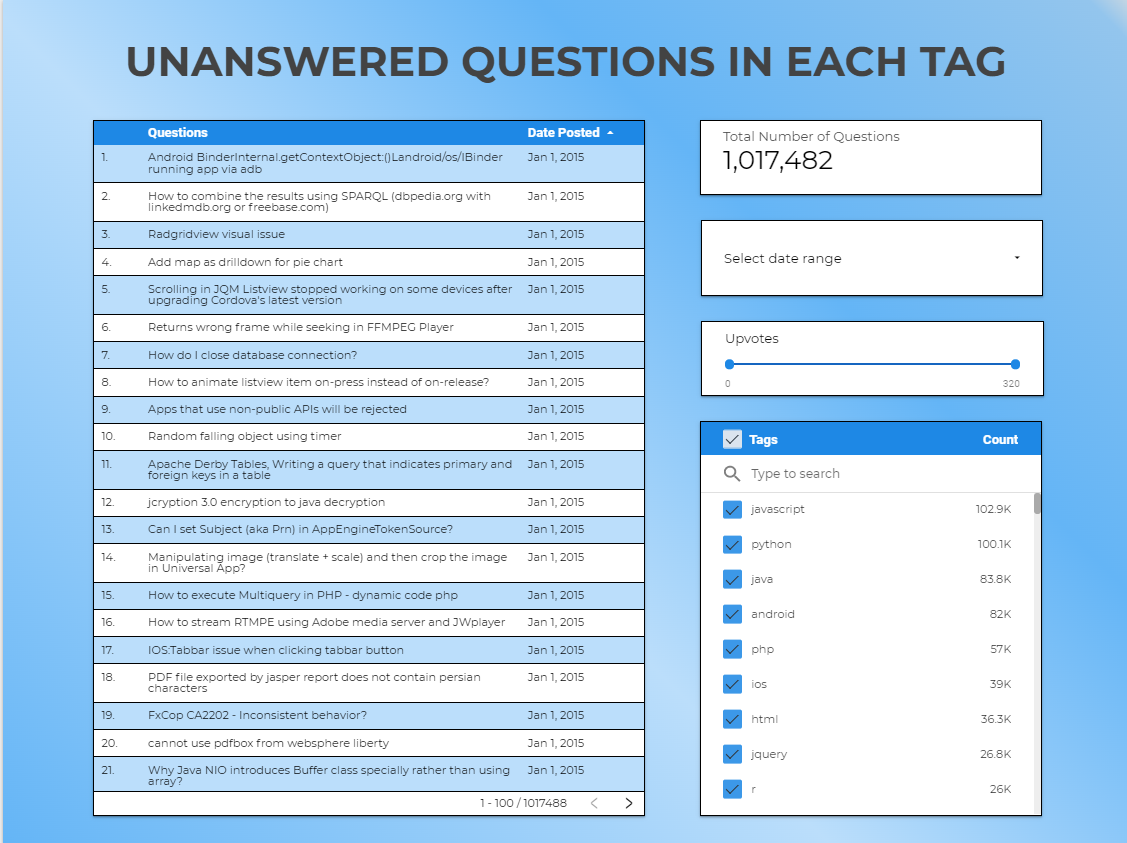 UNANSWERED QUESTIONS IN EACH TAG
Questions Date Posted
1. Android BinderInternal.getContextObject:()Landroid/os/IBinder Jan 1, 2015
running app via adb
2. How to combine the results using SPARQL (dbpedia.org with Jan 1, 2015
linkedmdb.org or freebase.com)
3. Radgridview visual issue Jan 1, 2015
4. Add map as drilldown for pie chart Jan 1, 2015
5. Scrolling in JQM Listview stopped working on some devices after Jan 1, 2015
upgrading Cordova's latest version
6. Returns wrong frame while seeking in FFMPEG Player Jan 1, 2015
7. How do I close database connection? Jan 1, 2015
8. How to animate listview item on-press instead of on-release? Jan 1, 2015
9. Apps that use non-public APIs will be rejected Jan 1, 2015
10. Random falling object using timer Jan 1, 2015
11. Apache Derby Tables, Writing a query that indicates primary and Jan 1, 2015
foreign keys in a table
12. jcryption 3.0 encryption to java decryption Jan 1, 2015
13. Can I set Subject (aka Prn) in AppEngineTokenSource? Jan 1, 2015
14. Manipulating image (translate + scale) and then crop the image Jan 1, 2015
in Universal App?
15. How to execute Multiquery in PHP - dynamic code php Jan 1, 2015
16. How to stream RTMPE using Adobe media server and JWplayer Jan 1, 2015
17. IOS:Tabbar issue when clicking tabbar button Jan 1, 2015
18. PDF file exported by jasper report does not contain persian Jan 1, 2015
characters
19. FxCop CA2202 - Inconsistent behavior? Jan 1, 2015
20. cannot use pdfbox from websphere liberty Jan 1, 2015
21. Why Java NIO introduces Buffer class specially rather than using Jan 1, 2015
array?
1 - 100 / 1017488
Total Number of Questions
1,017,482
Select date range
Upvotes
0 320
Tags Count
Type to search
javascript 102.9K
python 100.1K
java 83.8K
android 82K
php 57K
ios 39K
html 36.3K
jquery 26.8K
r 26K